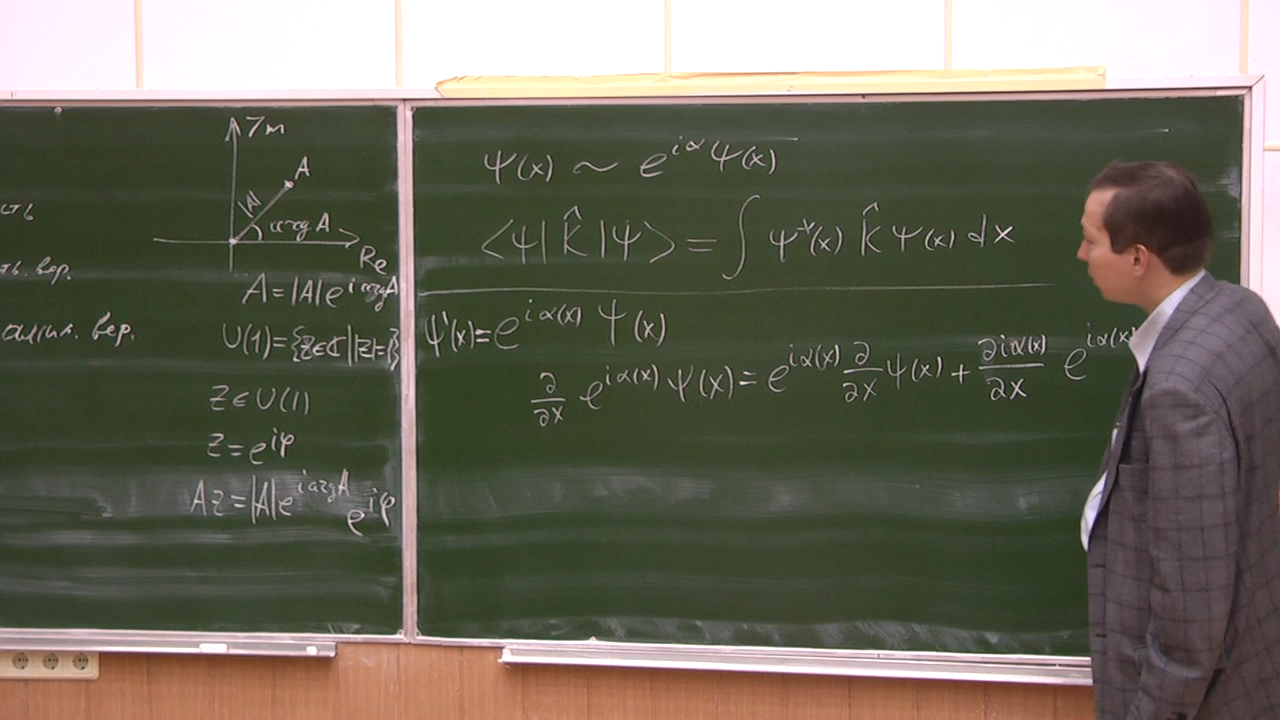 Im
A
|A|
arg A
Re
A=|A|e^{i arg A}
U(1)={z∈ℂ||z|=1}
z∈U(1)
z=e^{iφ}
Az=|A|e^{i arg A} e^{iφ}
вер.
вер.
ψ(x) ~ e^{iα}ψ(x)
<ψ|K̂|ψ> = ∫ψ*(x) K̂ψ(x) dx
ψ'(x)=e^{iα(x)} ψ(x)
∂/∂x e^{iα(x)} ψ(x) = e^{iα(x)} ∂/∂x ψ(x) + ∂iα(x)/∂x e^{iα(x)}